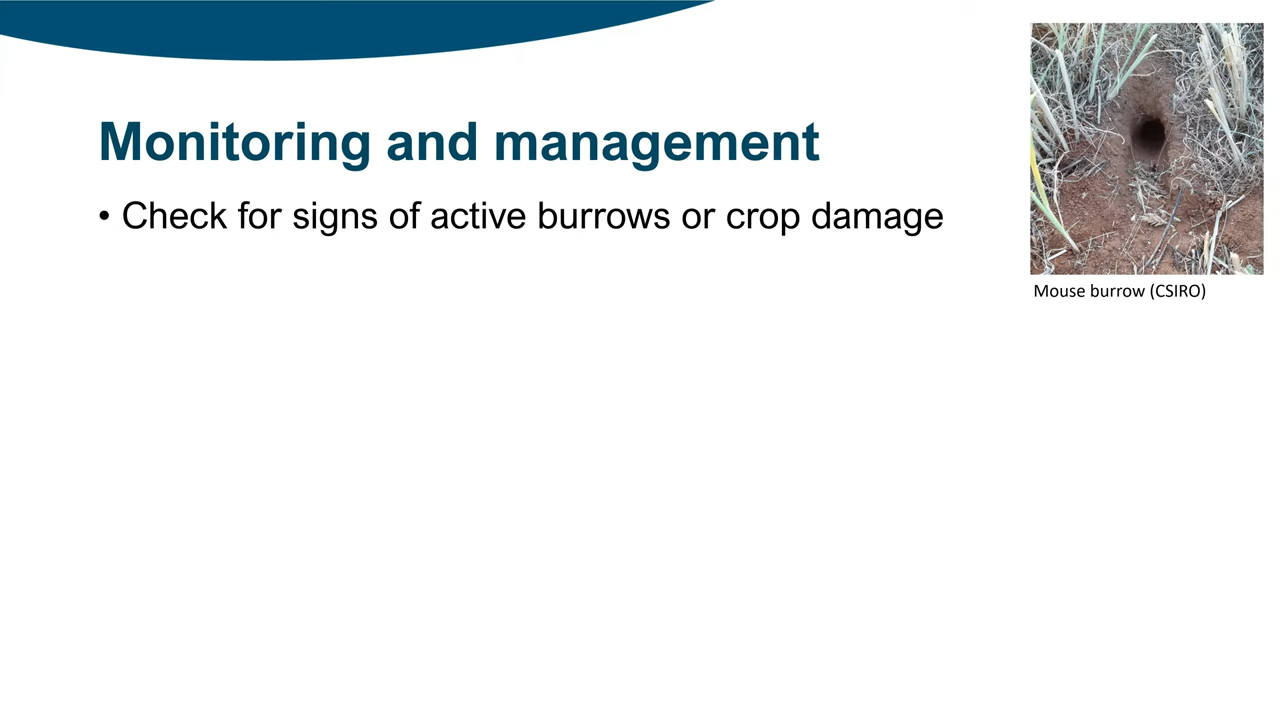 Monitoring and management
• Check for signs of active burrows or crop damage
Mouse burrow (CSIRO)